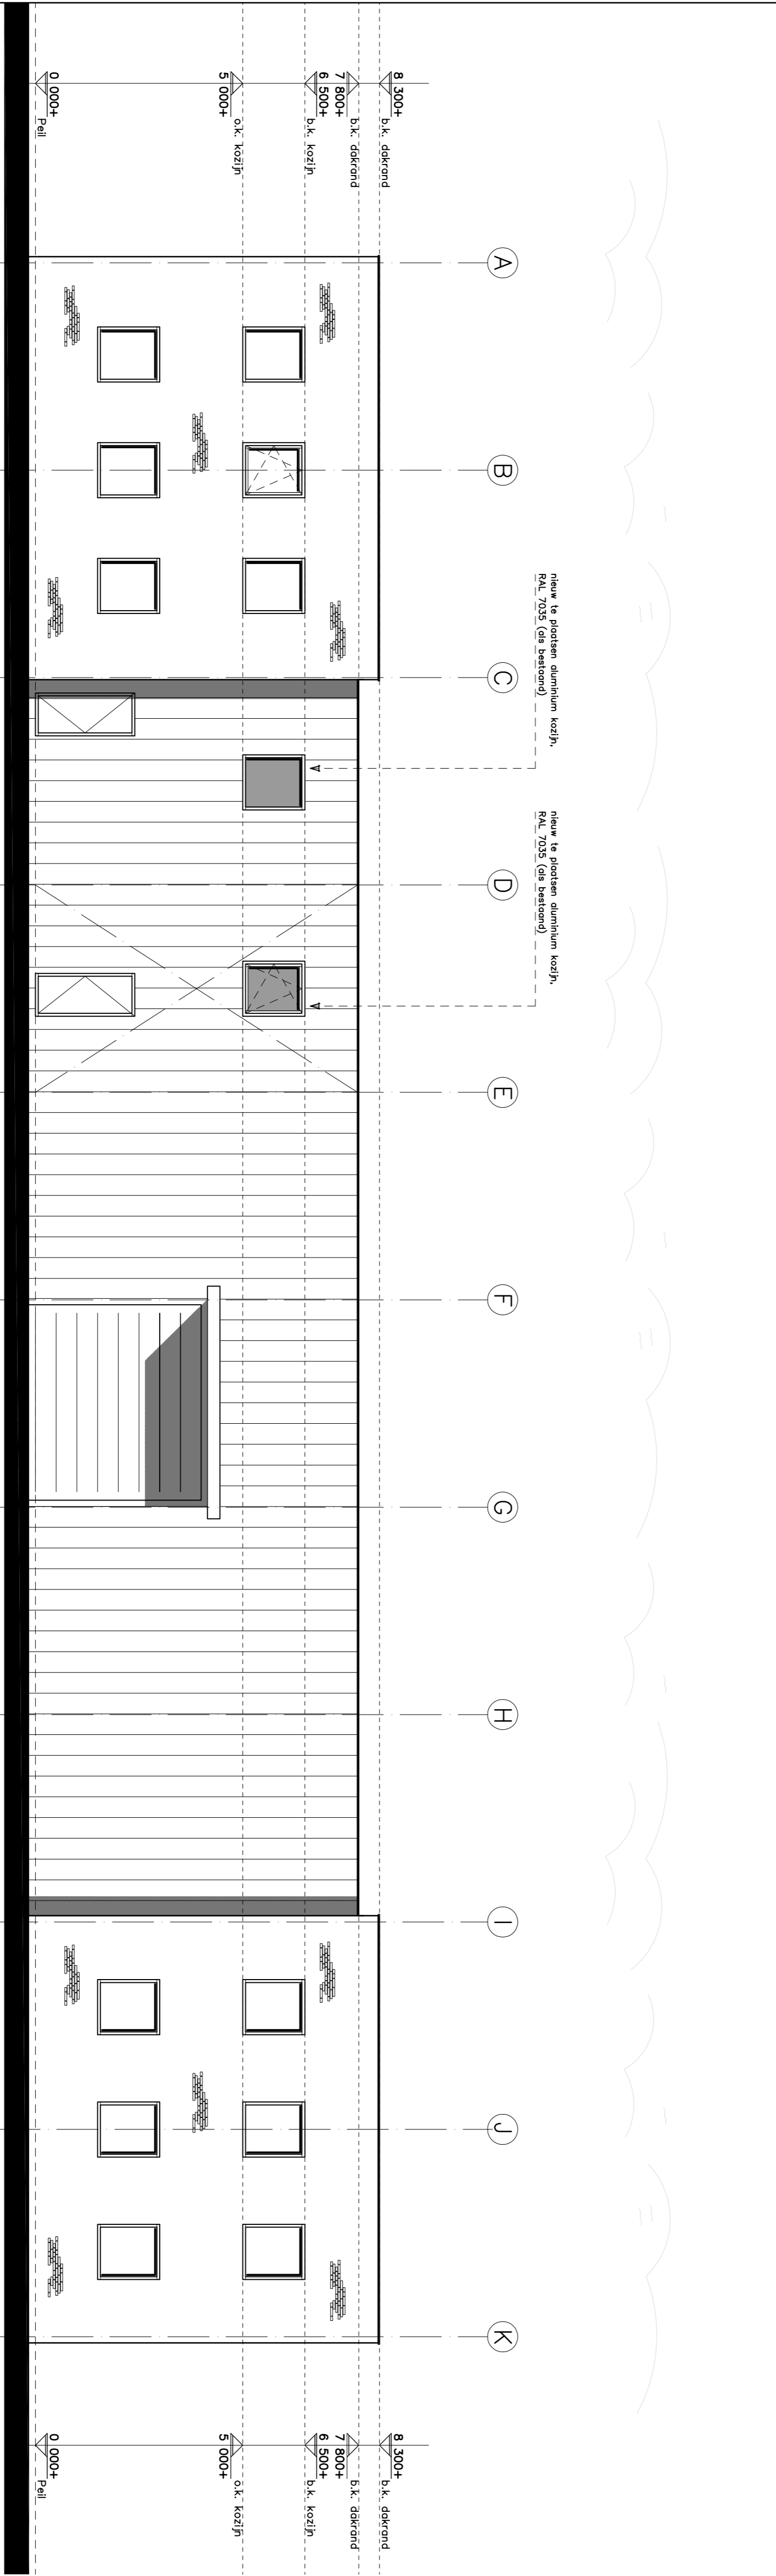 nieuw te plaatsen aluminium kozijn,
RAL 7035 (als bestaand)
nieuw te plaatsen aluminium kozijn,
RAL 7035 (als bestaand)
A
B
C
D
E
F
G
H
I
J
K
8 300+
b.k. dakrand
7 800+
b.k. dakrand
6 500+
b.k. kozijn
5 000+
o.k. kozijn
0 000+
Peil
8 300+
b.k. dakrand
7 800+
b.k. dakrand
6 500+
b.k. kozijn
5 000+
o.k. kozijn
0 000+
Peil